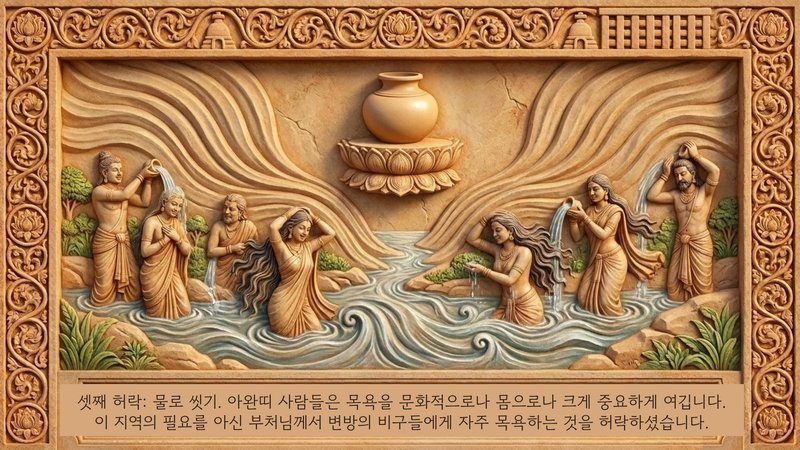 셋째 허락: 물로 씻기. 아완띠 사람들은 목욕을 문화적으로나 몸으로나 크게 중요하게 여깁니다.
이 지역의 필요를 아신 부처님께서 변방의 비구들에게 자주 목욕하는 것을 허락하셨습니다.